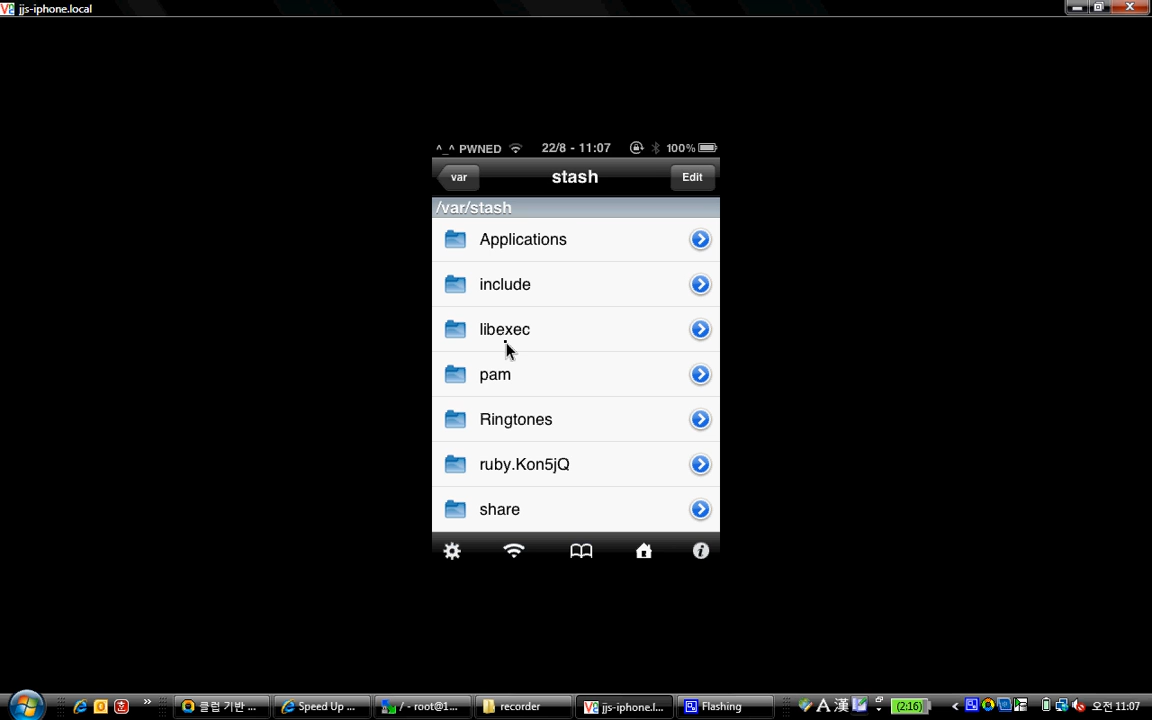 jjs-iphone.local
^_^ PWNED 22/8 - 11:07 100%
var stash Edit
/var/stash
Applications
include
libexec
pam
Ringtones
ruby.Kon5jQ
share
클럽 기반 ... Speed Up ... / - root@1... recorder jjs-iphone.l... Flashing A 漢 (2:16) 오전 11:07